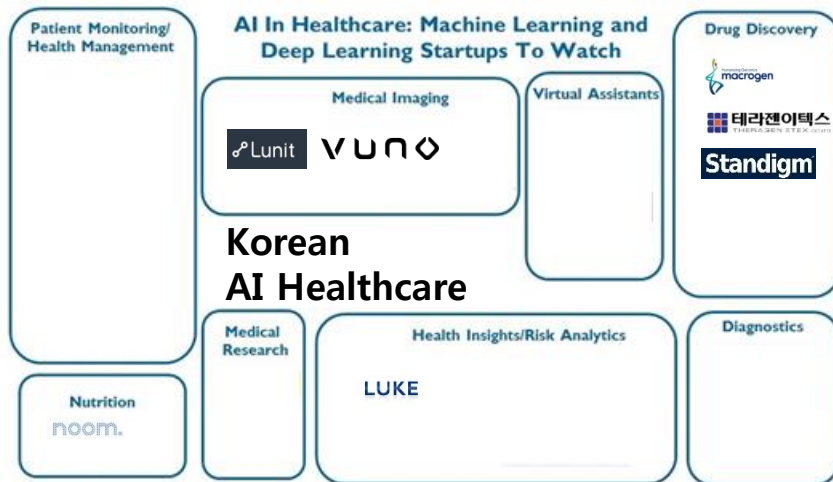 Patient Monitoring/
Health Management
AI In Healthcare: Machine Learning and
Deep Learning Startups To Watch
Drug Discovery
macrogen
테라젠이텍스
THERAGEN ETEX
Standigm
Medical Imaging
Lunit VUNO
Virtual Assistants
Korean
AI Healthcare
Medical
Research
Health Insights/Risk Analytics
LUKE
Diagnostics
Nutrition
noom.